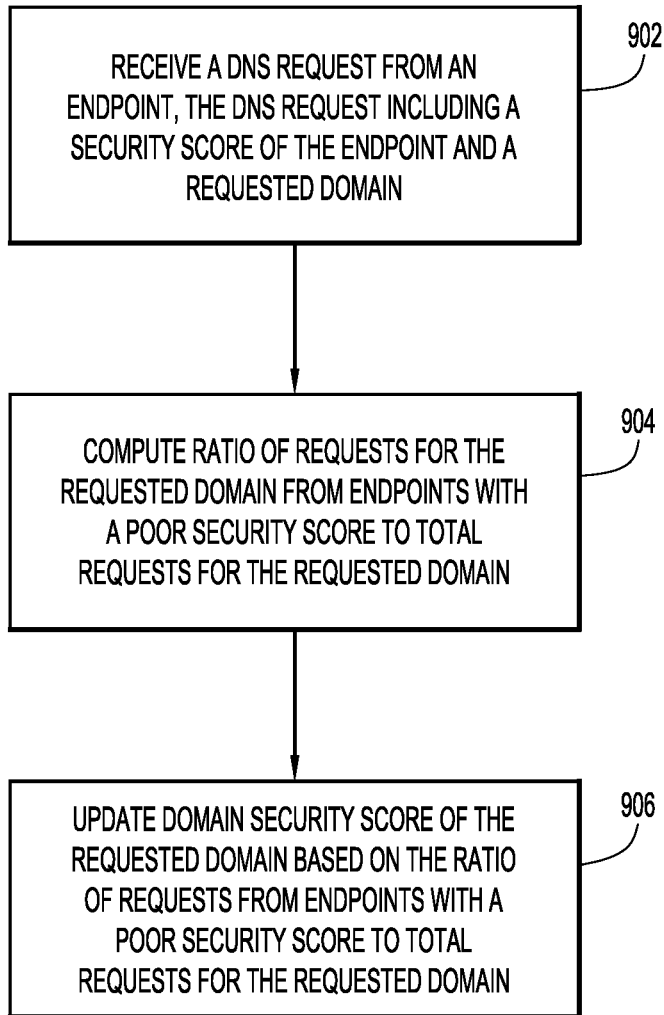 RECEIVE A DNS REQUEST FROM AN
ENDPOINT, THE DNS REQUEST INCLUDING A
SECURITY SCORE OF THE ENDPOINT AND A
REQUESTED DOMAIN
902
COMPUTE RATIO OF REQUESTS FOR THE
REQUESTED DOMAIN FROM ENDPOINTS WITH
A POOR SECURITY SCORE TO TOTAL
REQUESTS FOR THE REQUESTED DOMAIN
904
UPDATE DOMAIN SECURITY SCORE OF THE
REQUESTED DOMAIN BASED ON THE RATIO
OF REQUESTS FROM ENDPOINTS WITH A
POOR SECURITY SCORE TO TOTAL
REQUESTS FOR THE REQUESTED DOMAIN
906